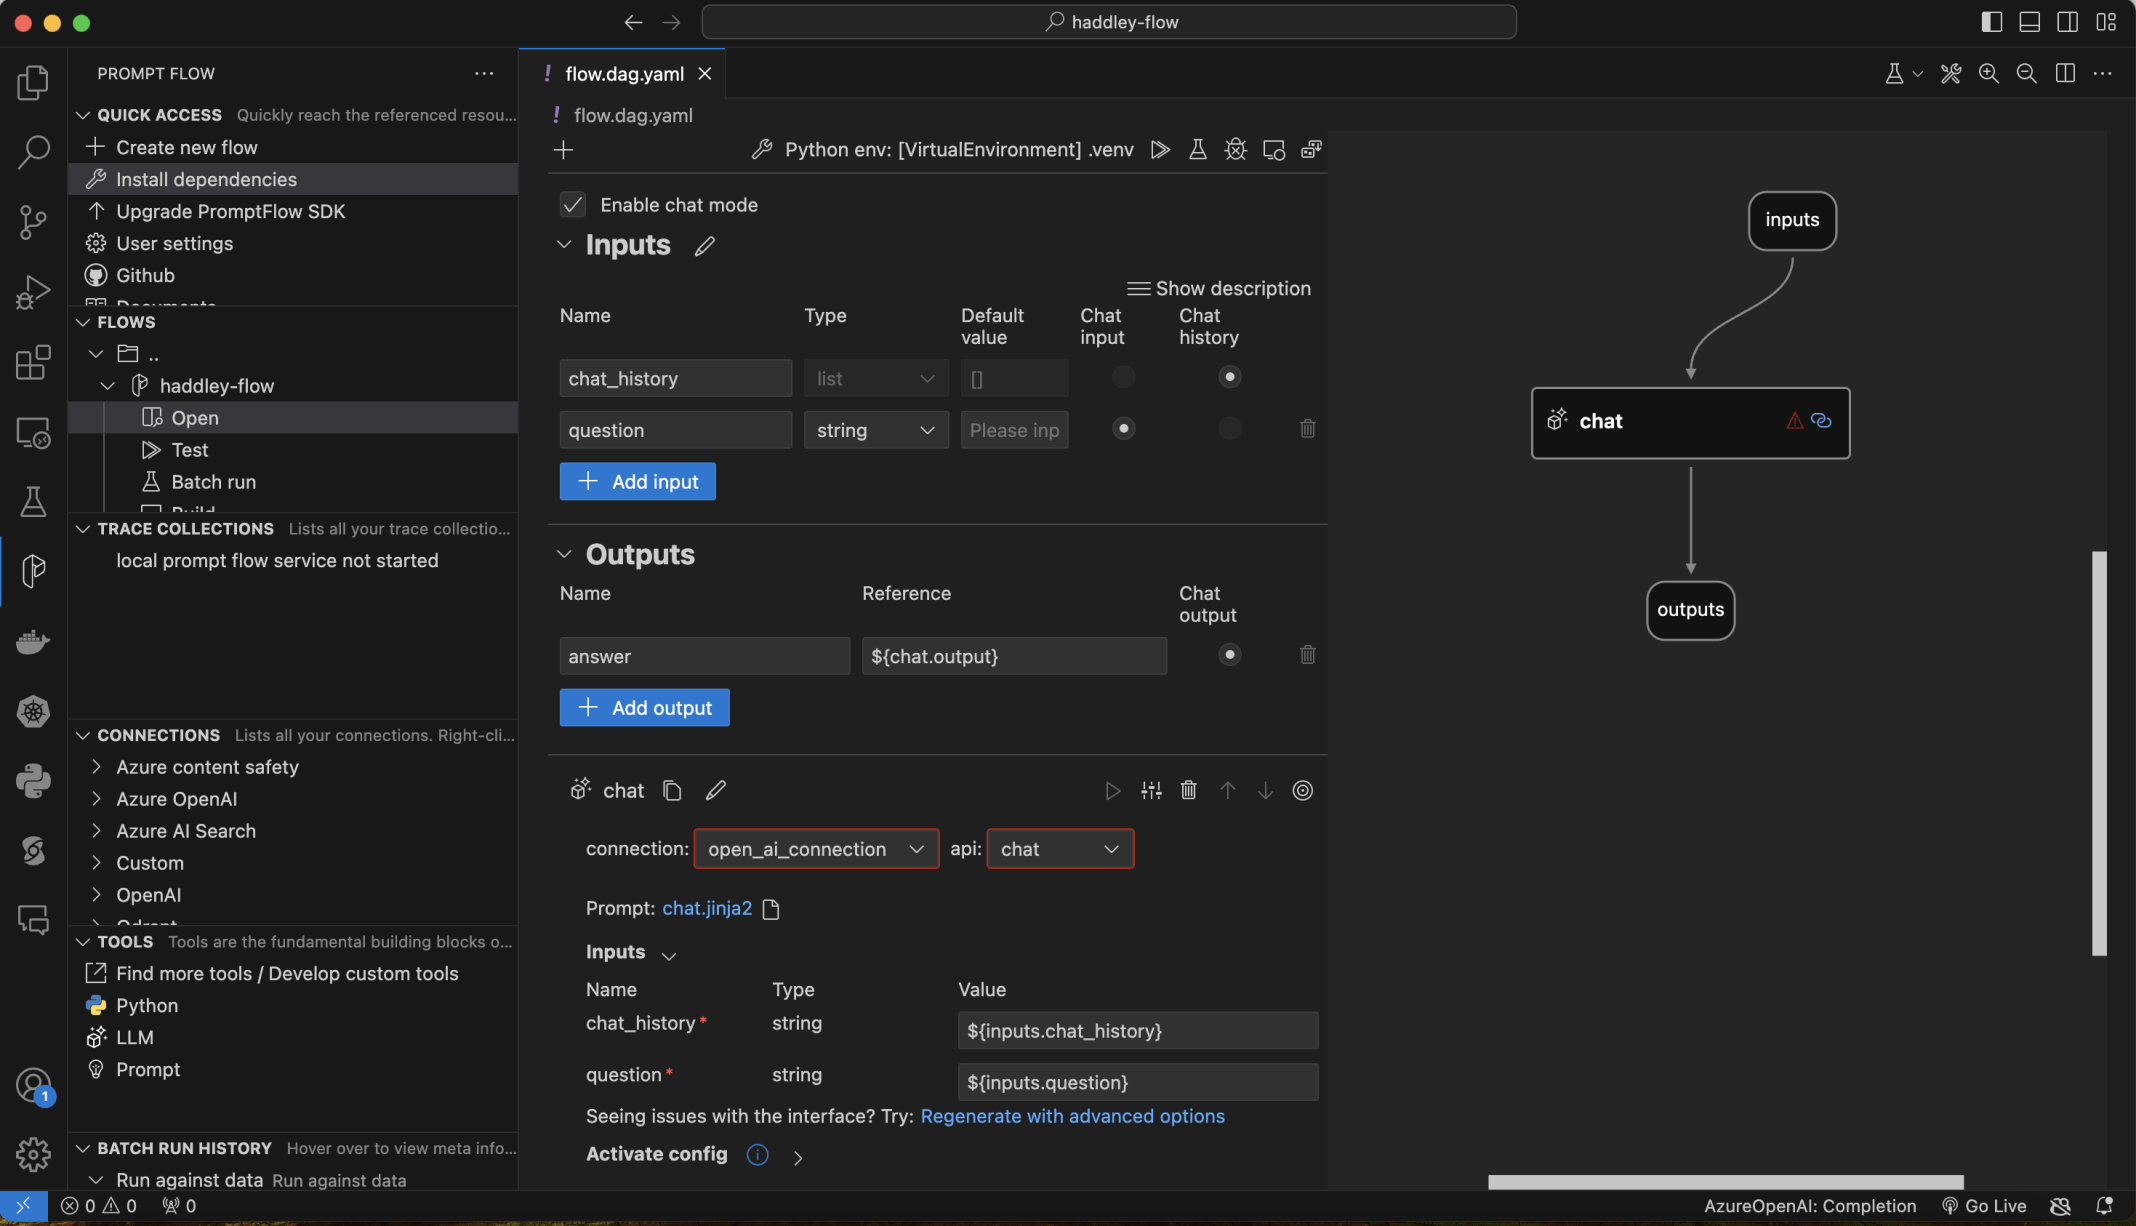 haddley-flow
PROMPT FLOW
QUICK ACCESS Quickly reach the referenced resou...
Create new flow
Install dependencies
Upgrade PromptFlow SDK
User settings
Github
Documents
FLOWS
..
haddley-flow
Open
Test
Batch run
Build
TRACE COLLECTIONS Lists all your trace collectio...
local prompt flow service not started
CONNECTIONS Lists all your connections. Right-cli...
Azure content safety
Azure OpenAI
Azure AI Search
Custom
OpenAI
Qdrant
TOOLS Tools are the fundamental building blocks o...
Find more tools / Develop custom tools
Python
LLM
Prompt
BATCH RUN HISTORY Hover over to view meta info...
Run against data Run against data
! flow.dag.yaml
! flow.dag.yaml
Python env: [VirtualEnvironment] .venv
Enable chat mode
Inputs
Show description
Name Type Default value Chat input Chat history
chat_history list []
question string Please inp
Add input
Outputs
Name Reference Chat output
answer ${chat.output}
Add output
chat
connection: open_ai_connection api: chat
Prompt: chat.jinja2
Inputs
Name Type Value
chat_history* string ${inputs.chat_history}
question* string ${inputs.question}
Seeing issues with the interface? Try: Regenerate with advanced options
Activate config
inputs
chat
outputs
1
0 0 0
AzureOpenAI: Completion Go Live